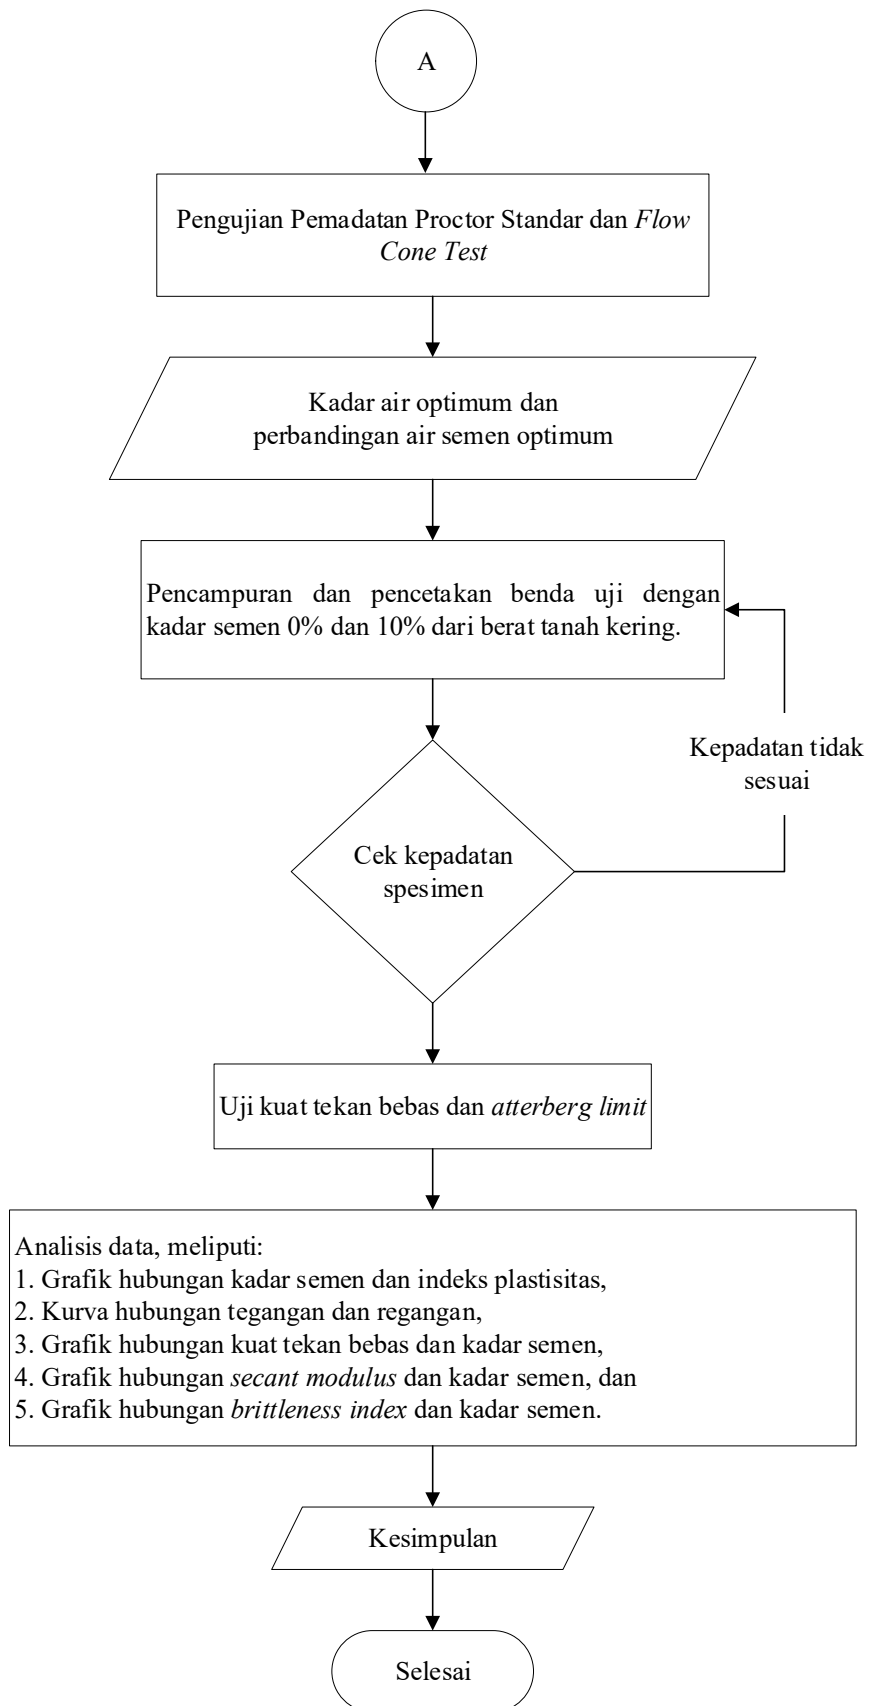 A
Pengujian Pemadatan Proctor Standar dan Flow
Cone Test
Kadar air optimum dan
perbandingan air semen optimum
Pencampuran dan pencetakan benda uji dengan
kadar semen 0% dan 10% dari berat tanah kering.
Kepadatan tidak
sesuai
Cek kepadatan
spesimen
Uji kuat tekan bebas dan atterberg limit
Analisis data, meliputi:
1. Grafik hubungan kadar semen dan indeks plastisitas,
2. Kurva hubungan tegangan dan regangan,
3. Grafik hubungan kuat tekan bebas dan kadar semen,
4. Grafik hubungan secant modulus dan kadar semen, dan
5. Grafik hubungan brittleness index dan kadar semen.
Kesimpulan
Selesai